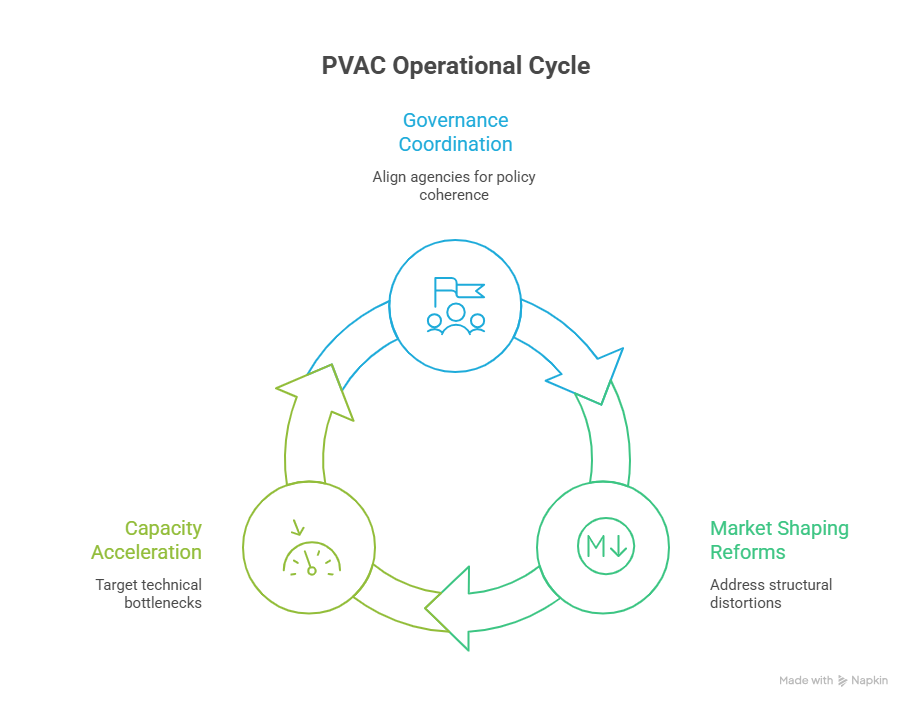 PVAC Operational Cycle
Governance
Coordination
Align agencies for policy
coherence
M
Capacity
Acceleration
Target technical
bottlenecks
Market Shaping
Reforms
Address structural
distortions
Made with Napkin